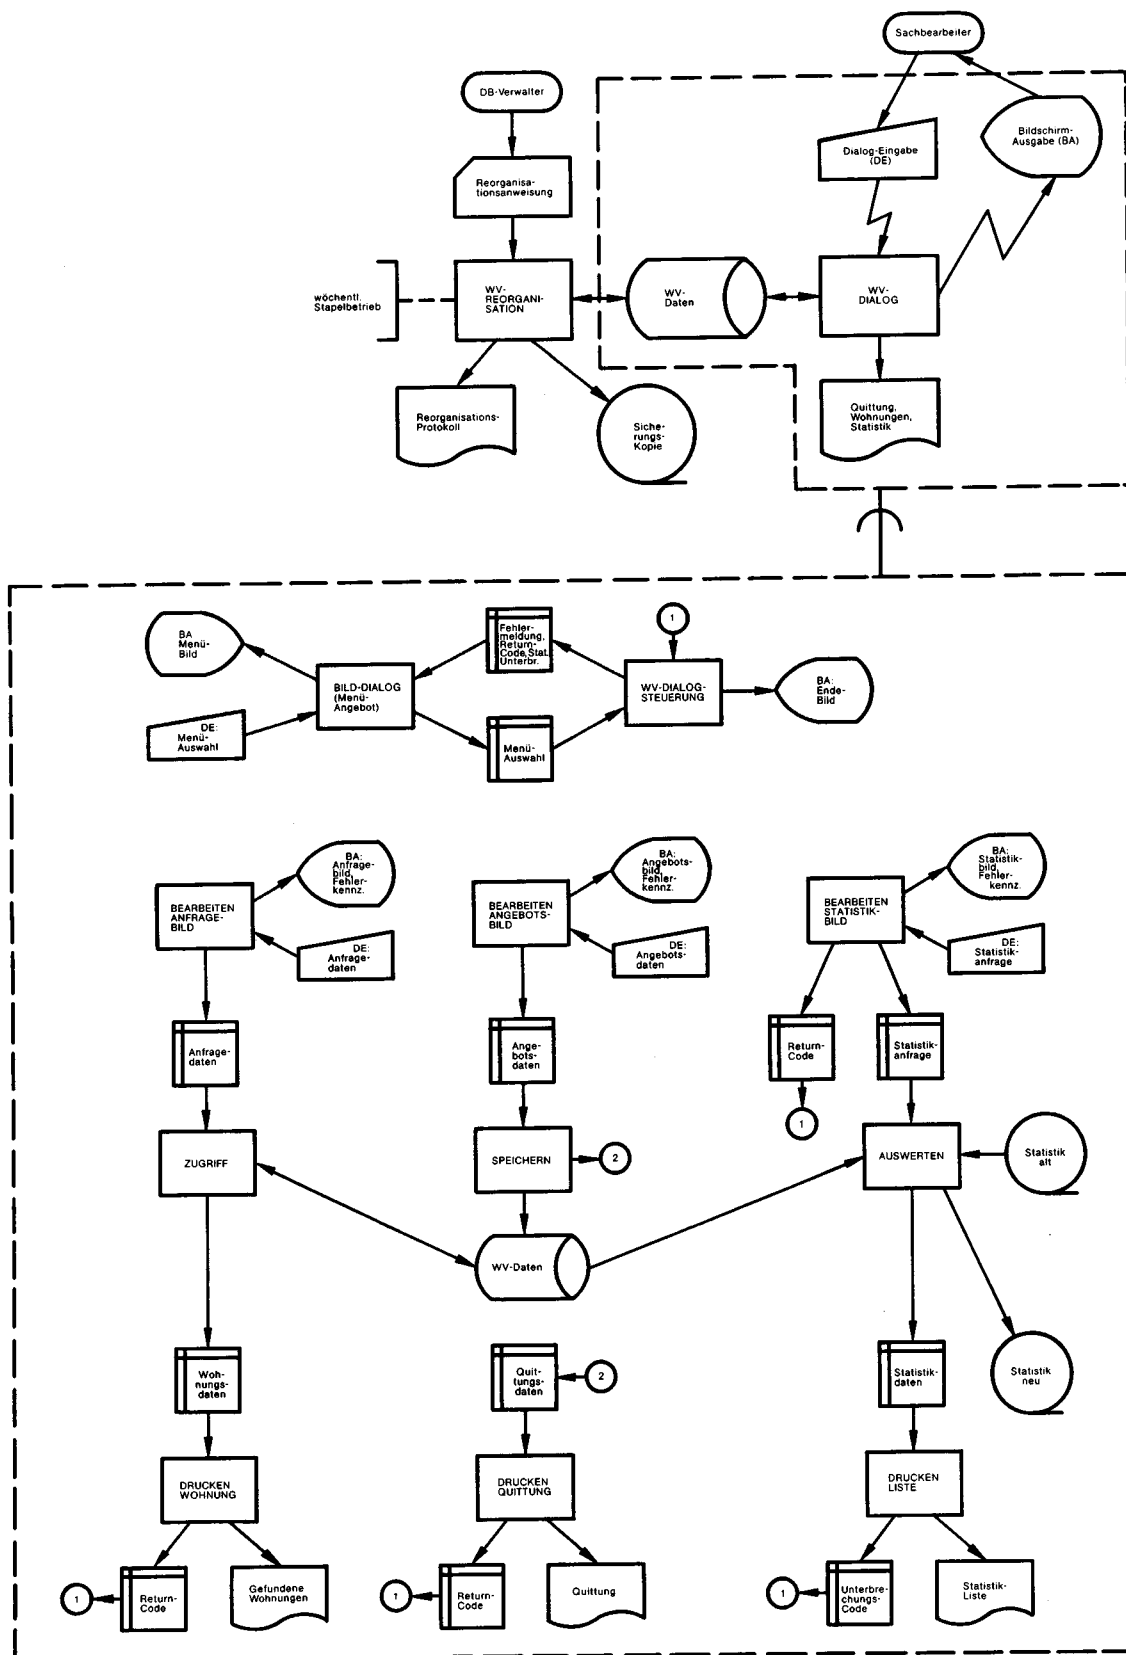 Sachbearbeiter
DB-Verwalter
Bildschirm-
Ausgabe (BA)
Dialog-Eingabe
(DE)
Reorganisa-
tionsanweisung
wöchentl.
Stapelbetrieb
WV-
REORGANI-
SATION
WV-
Daten
WV-
DIALOG
Reorganisations-
Protokoll
Siche-
rungs-
Kopie
Quittung,
Wohnungen,
Statistik
BA
Menü-
Bild
Fehler-
meldung,
Return-
Code,Stat.
Unterbr.
1
BILD-DIALOG
(Menü-
Angebot)
WV-DIALOG-
STEUERUNG
BA:
Ende-
Bild
DE:
Menü-
Auswahl
Menü-
Auswahl
BA:
Anfrage-
bild,
Fehler-
kennz.
BA:
Angebots-
bild,
Fehler-
kennz.
BA:
Statistik-
bild,
Fehler-
kennz.
BEARBEITEN
ANFRAGE-
BILD
BEARBEITEN
ANGEBOTS-
BILD
BEARBEITEN
STATISTIK-
BILD
DE:
Anfrage-
daten
DE:
Angebots-
daten
DE:
Statistik-
anfrage
Anfrage-
daten
Ange-
bots-
daten
Return-
Code
Statistik-
anfrage
1
ZUGRIFF
SPEICHERN
2
AUSWERTEN
Statistik
alt
WV-Daten
Woh-
nungs-
daten
Quit-
tungs-
daten
2
Statistik-
daten
Statistik
neu
DRUCKEN
WOHNUNG
DRUCKEN
QUITTUNG
DRUCKEN
LISTE
1
Return-
Code
Gefundene
Wohnungen
1
Return-
Code
Quittung
1
Unterbre-
chungs-
Code
Statistik-
Liste